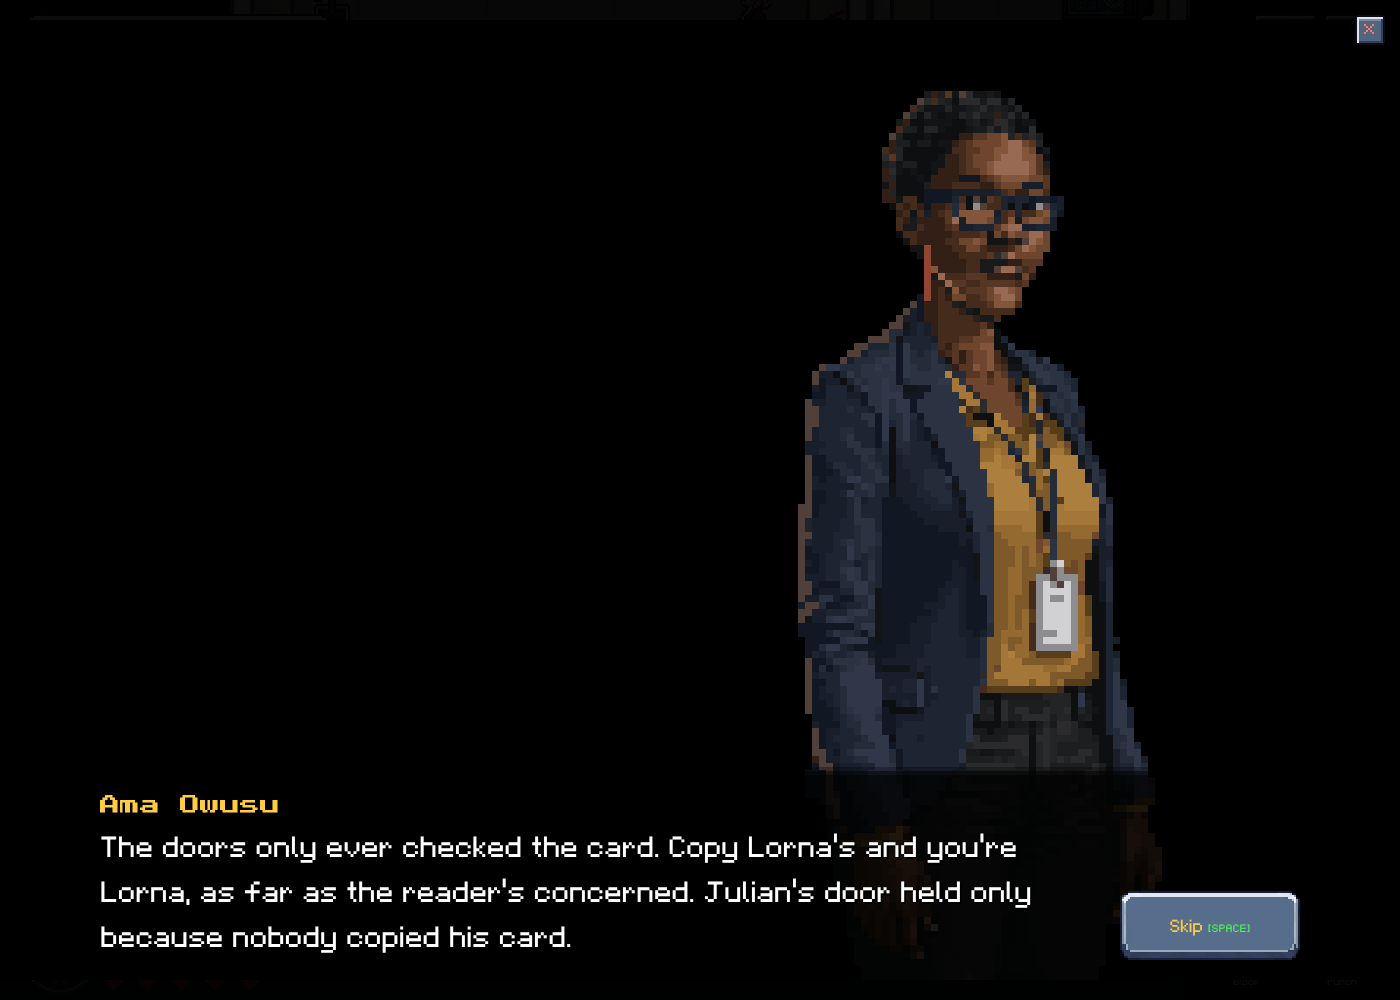 Ama Owusu
The doors only ever checked the card. Copy Lorna's and you're
Lorna, as far as the reader's concerned. Julian's door held only
because nobody copied his card.
Skip [SPACE]